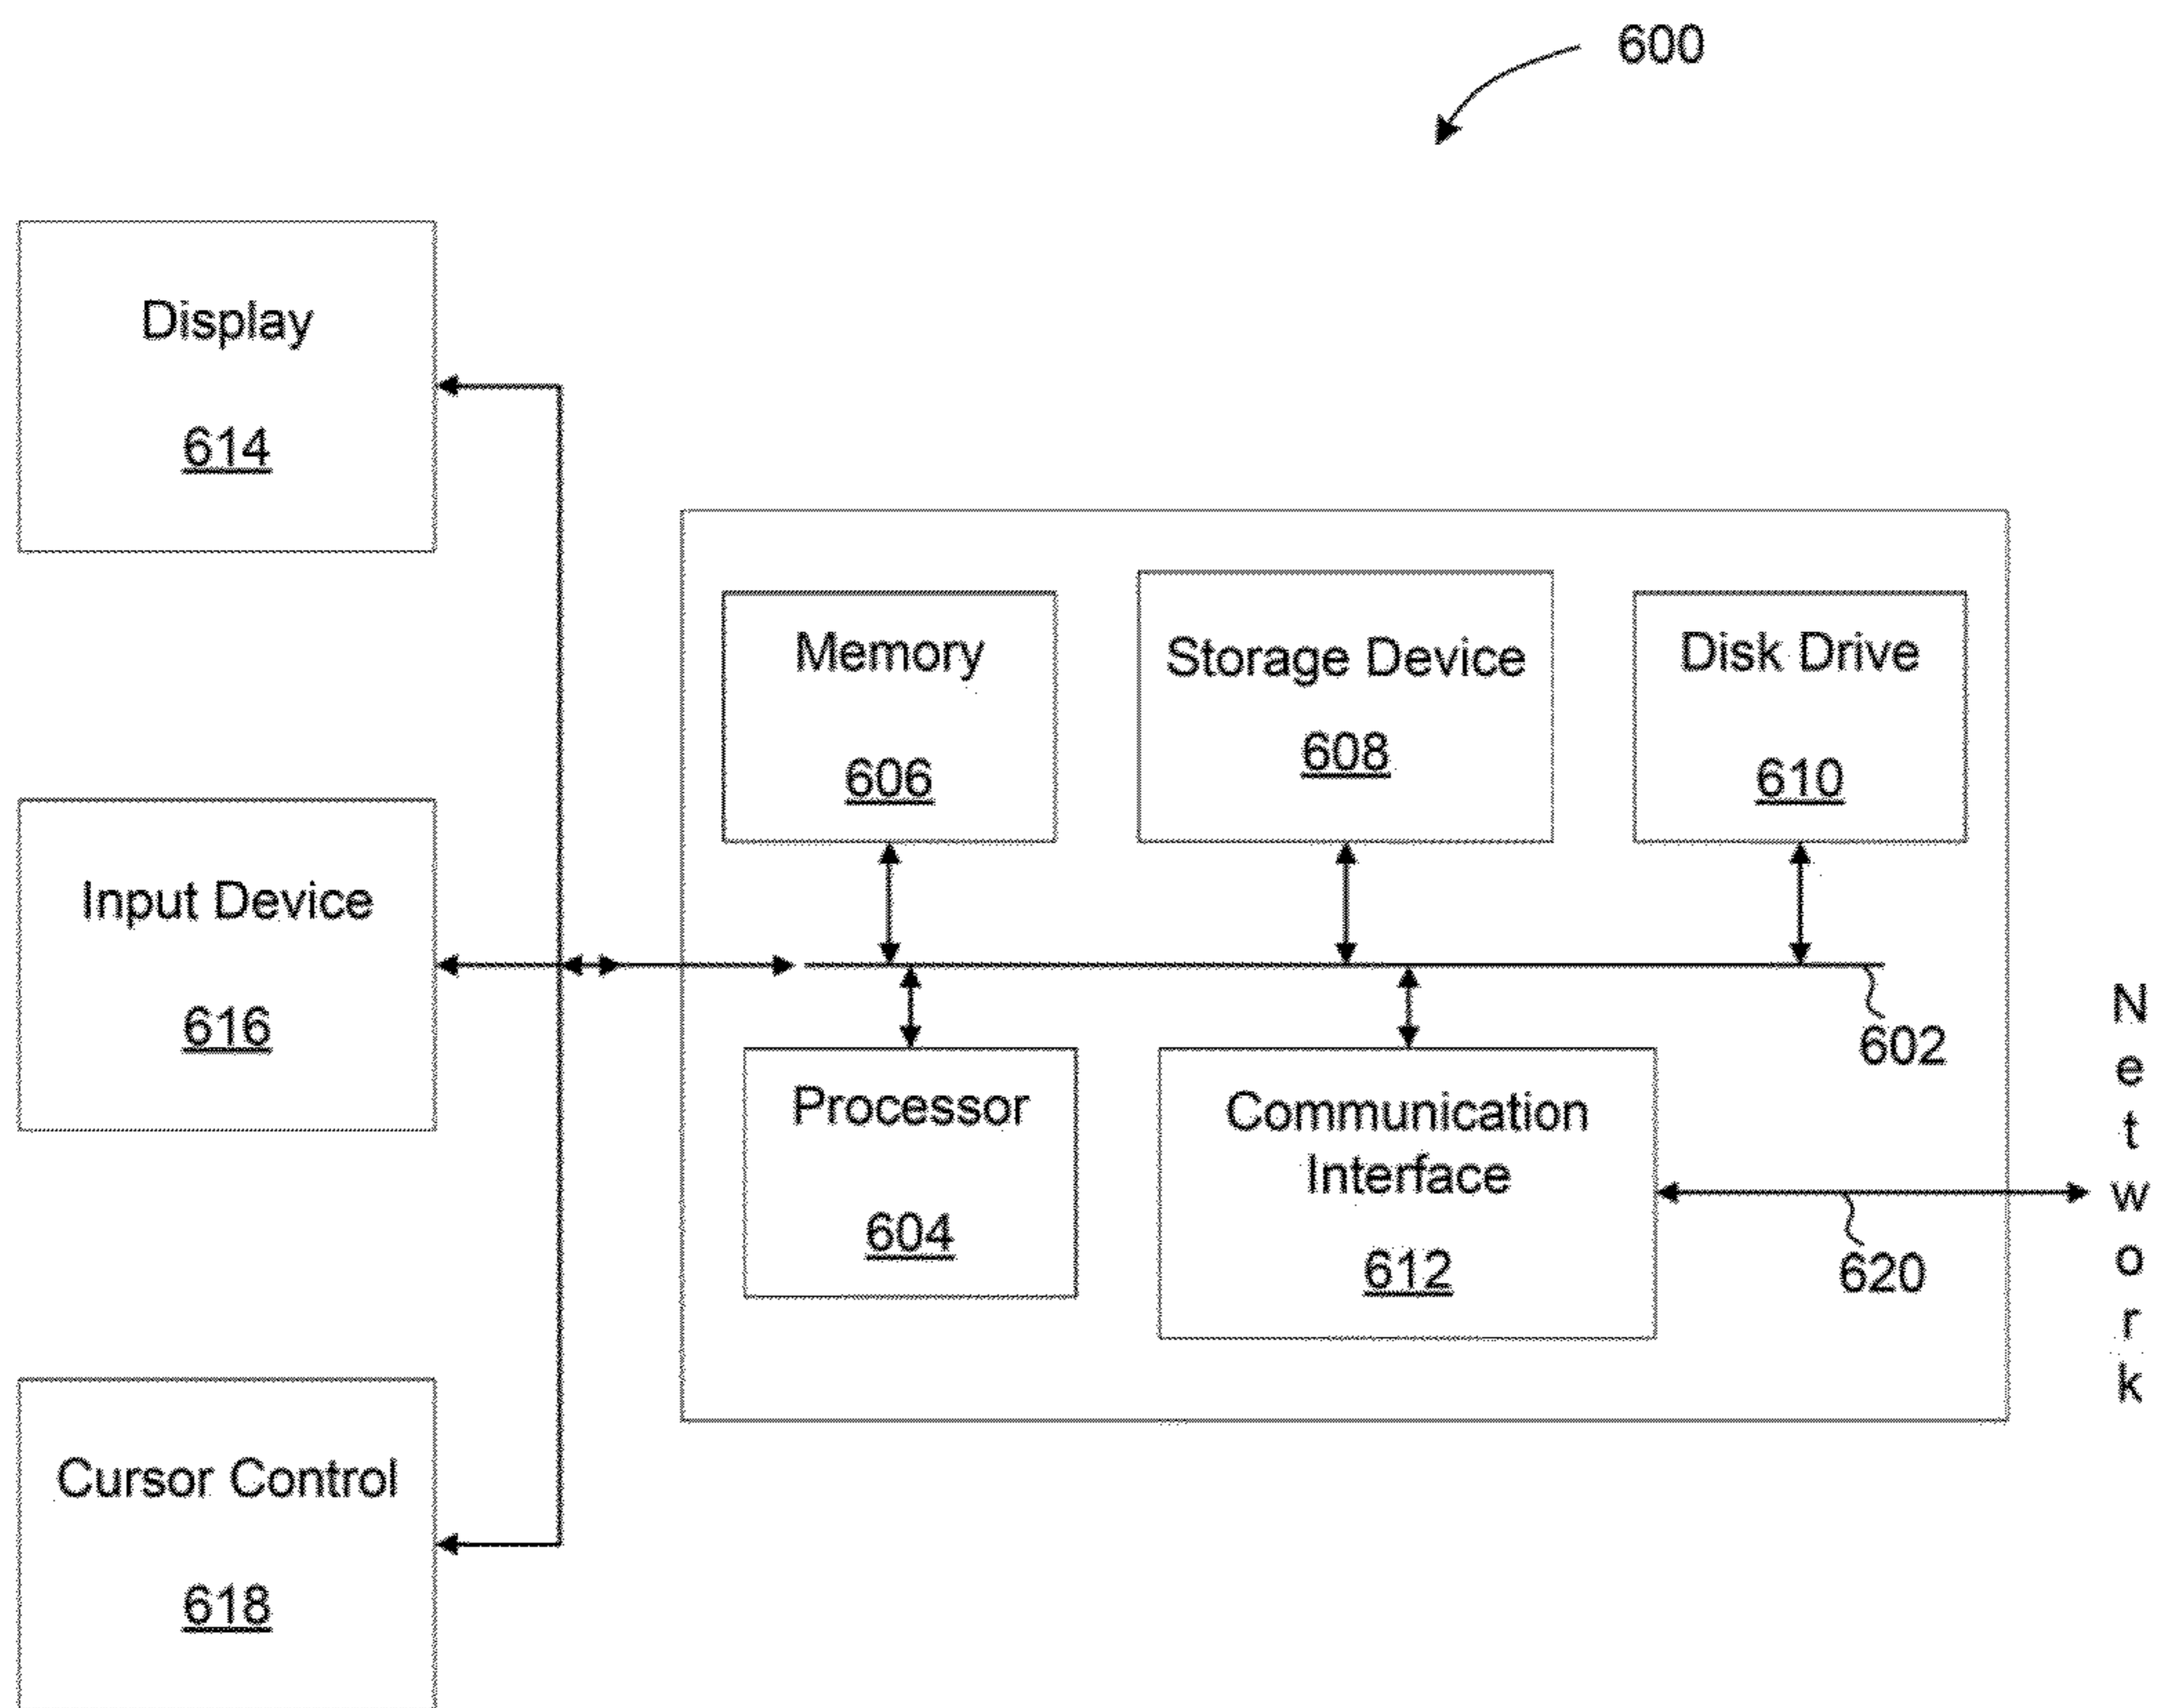 600
Display
614
Memory
606
Storage Device
608
Disk Drive
610
Input Device
616
602
Processor
604
Communication
Interface
612
620
Network
Cursor Control
618